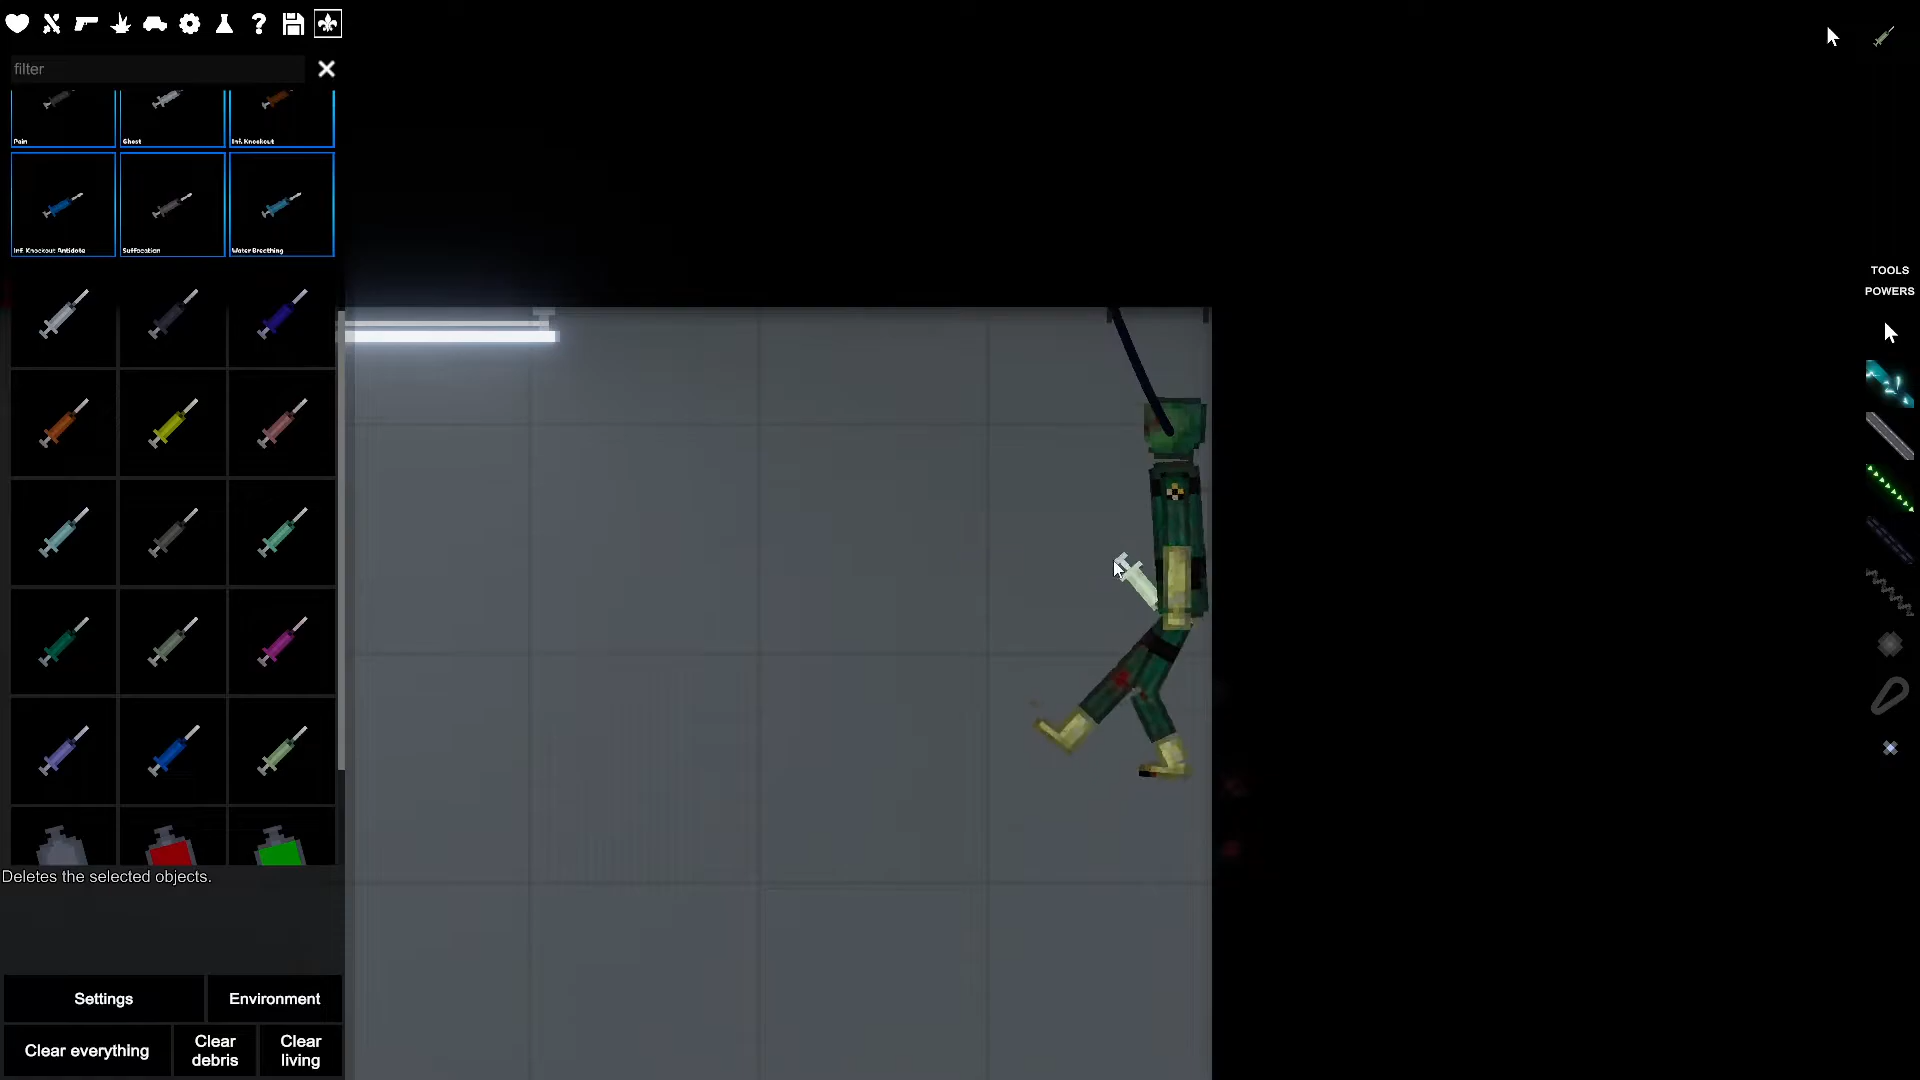 filter
Pain
Ghost
Inf. Knockout
Inf. Knockout Antidote
Suffocation
Water Breathing
TOOLS
POWERS
Deletes the selected objects.
Settings
Environment
Clear everything
Clear
debris
Clear
living